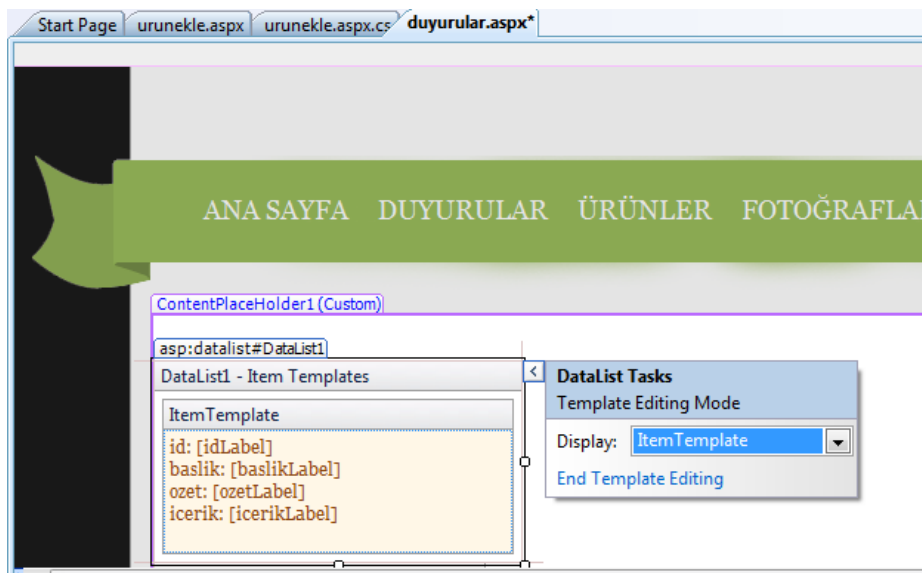 Start Page urunekle.aspx urunekle.aspx.cs duyurular.aspx*
ANA SAYFA DUYURULAR ÜRÜNLER
ContentPlaceHolder1 (Custom)
asp:datalist#DataList1
DataList1 - Item Templates
ItemTemplate
id: [idLabel]
baslik: [baslikLabel]
ozet: [ozetLabel]
icerik: [icerikLabel]
DataList Tasks
Template Editing Mode
Display: ItemTemplate
End Template Editing